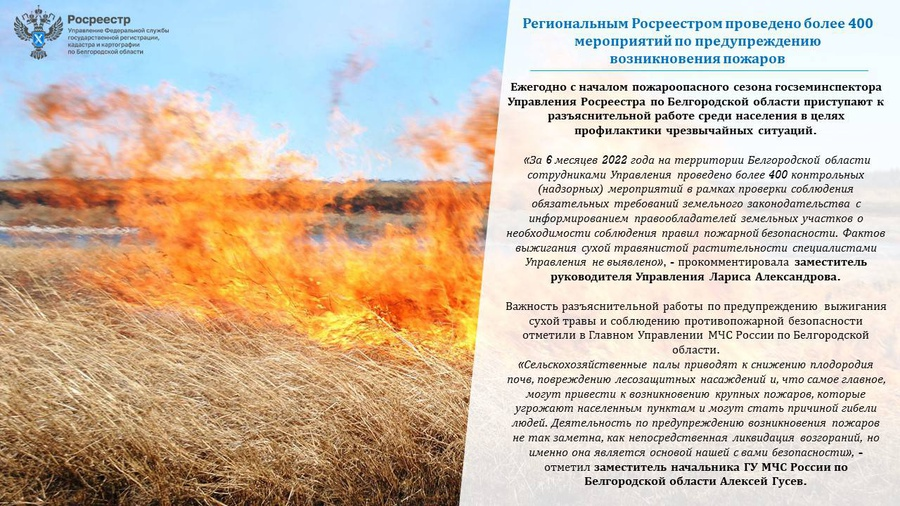 Росреестр
Управление Федеральной службы
государственной регистрации,
кадастра и картографии
по Белгородской области
Региональным Росреестром проведено более 400
мероприятий по предупреждению
возникновения пожаров
Ежегодно с началом пожароопасного сезона госземинспектора
Управления Росреестра по Белгородской области приступают к
разъяснительной работе среди населения в целях
профилактики чрезвычайных ситуаций.
«За 6 месяцев 2022 года на территории Белгородской области
сотрудниками Управления проведено более 400 контрольных
(надзорных) мероприятий в рамках проверки соблюдения
обязательных требований земельного законодательства с
информированием правообладателей земельных участков о
необходимости соблюдения правил пожарной безопасности. Фактов
выжигания сухой травянистой растительности специалистами
Управления не выявлено», - прокомментировала заместитель
руководителя Управления Лариса Александрова.
Важность разъяснительной работы по предупреждению выжигания
сухой травы и соблюдению противопожарной безопасности
отметили в Главном Управлении МЧС России по Белгородской
области.
«Сельскохозяйственные палы приводят к снижению плодородия
почв, повреждению лесозащитных насаждений и, что самое главное,
могут привести к возникновению крупных пожаров, которые
угрожают населенным пунктам и могут стать причиной гибели
людей. Деятельность по предупреждению возникновения пожаров
не так заметна, как непосредственная ликвидация возгораний, но
именно она является основой нашей с вами безопасности», –
отметил заместитель начальника ГУ МЧС России по
Белгородской области Алексей Гусев.